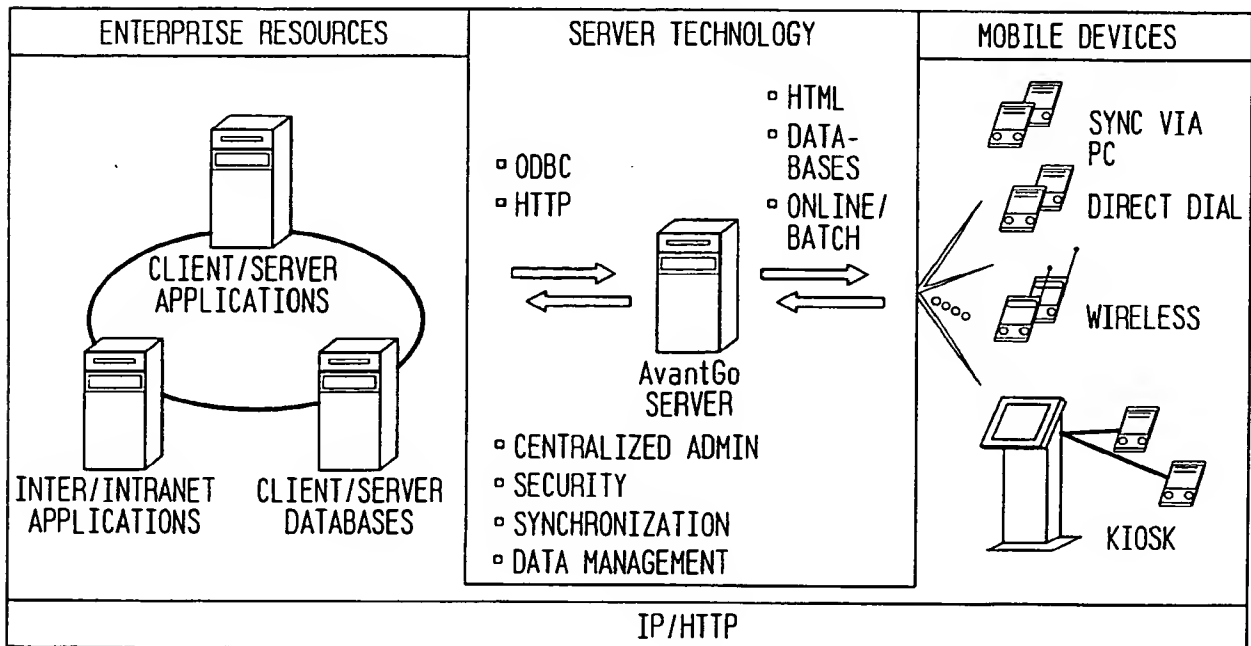 ENTERPRISE RESOURCES
CLIENT/SERVER
APPLICATIONS
INTER/INTRANET
APPLICATIONS
CLIENT/SERVER
DATABASES
SERVER TECHNOLOGY
▫ ODBC
▫ HTTP
▫ HTML
▫ DATA-
BASES
▫ ONLINE/
BATCH
AvantGo
SERVER
▫ CENTRALIZED ADMIN
▫ SECURITY
▫ SYNCHRONIZATION
▫ DATA MANAGEMENT
MOBILE DEVICES
SYNC VIA
PC
DIRECT DIAL
WIRELESS
KIOSK
IP/HTTP